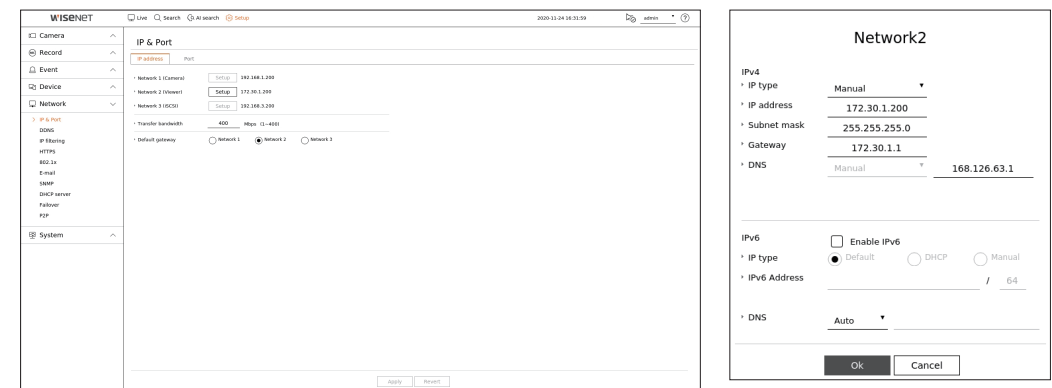 WISENET
Live Search AI search Setup 2020-11-24 16:31:59 admin ?
Camera
Record
Event
Device
Network
IP & Port
DDNS
IP filtering
HTTPS
802.1x
E-mail
SNMP
DHCP server
Failover
P2P
System
IP & Port
IP address Port
Network 1 (Camera) Setup 192.168.1.200
Network 2 (Viewer) Setup 172.30.1.200
Network 3 (iSCSI) Setup 192.168.3.200
Transfer bandwidth 400 Mbps (1~400)
Default gateway Network 1 Network 2 Network 3
Apply Revert
Network2
IPv4
IP type Manual
IP address 172.30.1.200
Subnet mask 255.255.255.0
Gateway 172.30.1.1
DNS Manual 168.126.63.1
IPv6 Enable IPv6
IP type Default DHCP Manual
IPv6 Address / 64
DNS Auto
Ok Cancel